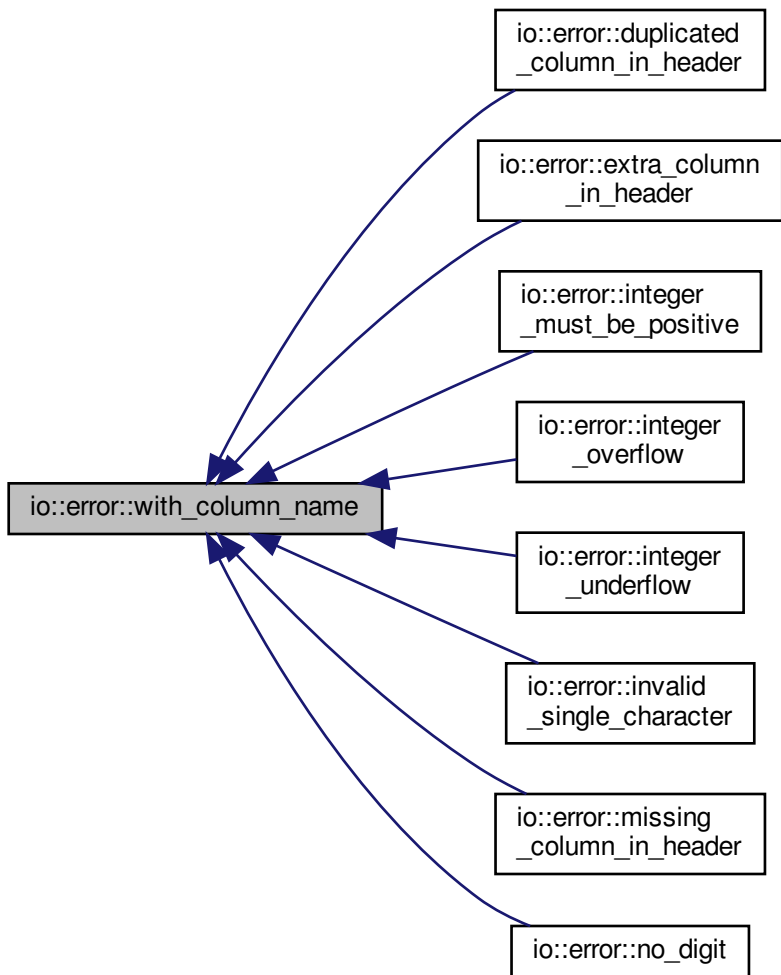 io::error::duplicated
_column_in_header
io::error::extra_column
_in_header
io::error::integer
_must_be_positive
io::error::integer
_overflow
io::error::with_column_name
io::error::integer
_underflow
io::error::invalid
_single_character
io::error::missing
_column_in_header
io::error::no_digit